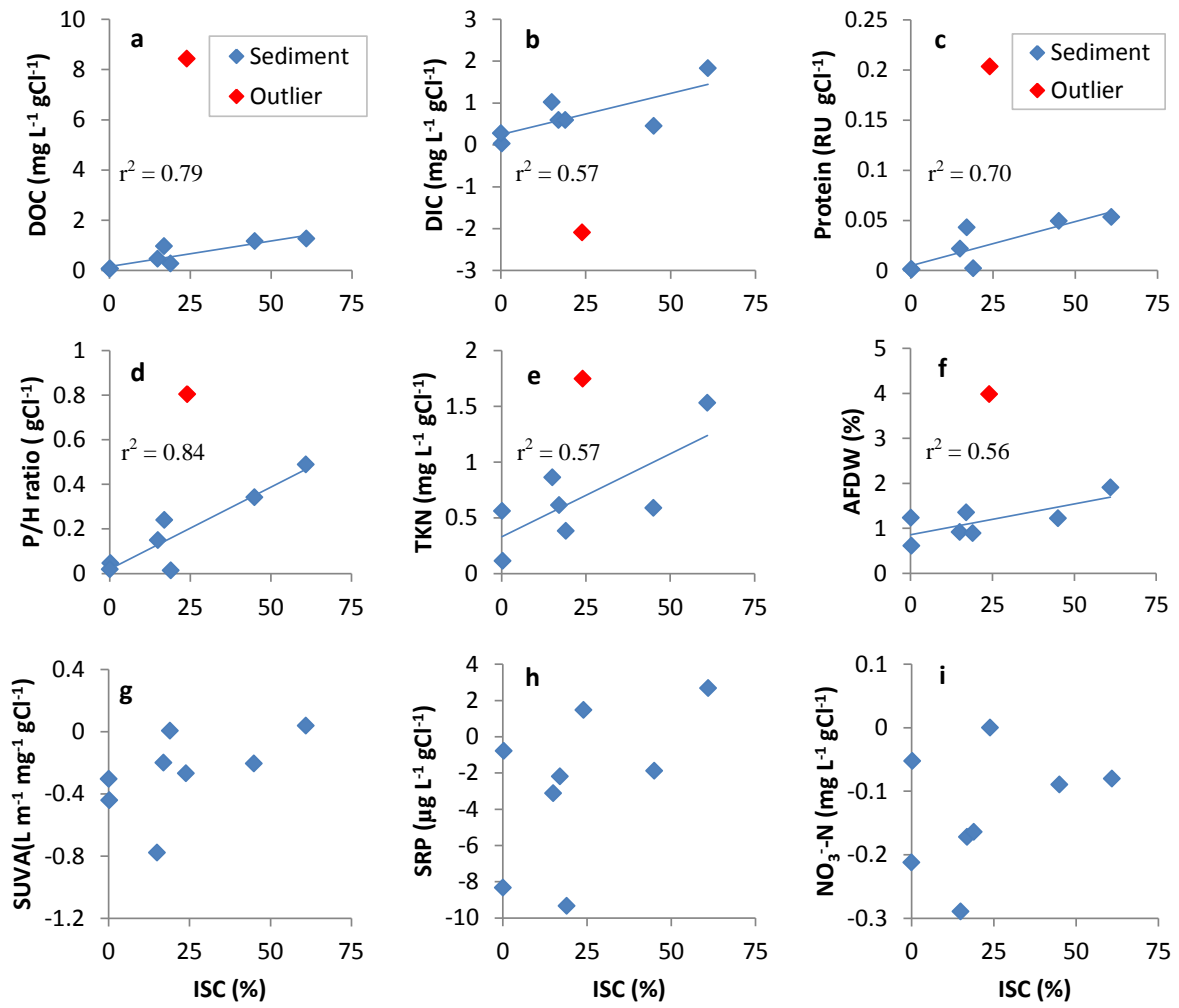 a
DOC (mg L⁻¹ gCl⁻¹)
10
8
6
4
2
0
Sediment
Outlier
r² = 0.79
0 25 50 75
b
DIC (mg L⁻¹ gCl⁻¹)
3
2
1
0
-1
-2
-3
r² = 0.57
0 25 50 75
c
Protein (RU gCl⁻¹)
0.25
0.2
0.15
0.1
0.05
0
Sediment
Outlier
r² = 0.70
0 25 50 75
d
P/H ratio ( gCl⁻¹)
1
0.8
0.6
0.4
0.2
0
r² = 0.84
0 25 50 75
e
TKN (mg L⁻¹ gCl⁻¹)
2
1.5
1
0.5
0
r² = 0.57
0 25 50 75
f
AFDW (%)
5
4
3
2
1
0
r² = 0.56
0 25 50 75
g
SUVA(L m⁻¹ mg⁻¹ gCl⁻¹)
0.4
0
-0.4
-0.8
-1.2
0 25 50 75
ISC (%)
h
SRP (µg L⁻¹ gCl⁻¹)
4
2
0
-2
-4
-6
-8
-10
0 25 50 75
ISC (%)
i
NO₃⁻-N (mg L⁻¹ gCl⁻¹)
0.1
0
-0.1
-0.2
-0.3
0 25 50 75
ISC (%)